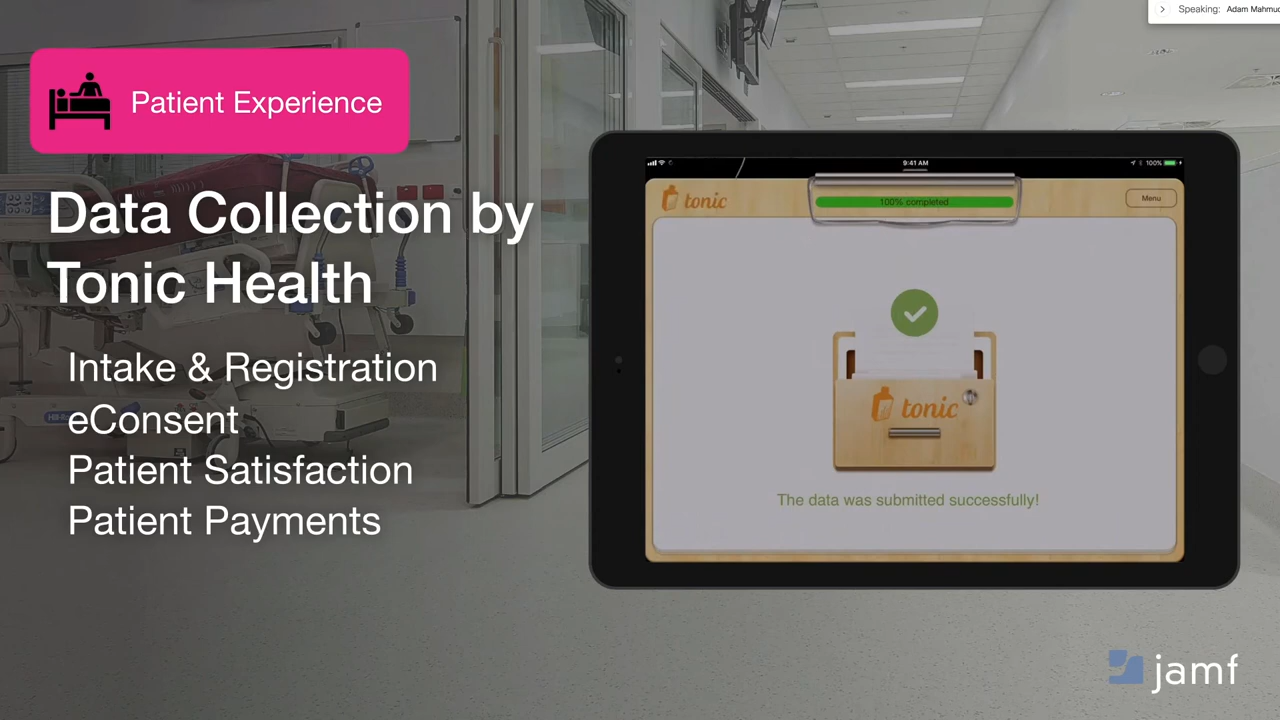 Speaking: Adam
Patient Experience
Data Collection by
Tonic Health
Intake & Registration
eConsent
Patient Satisfaction
Patient Payments
9:41 AM
100%
tonic
100% completed
Menu
tonic
The data was submitted successfully!
jamf